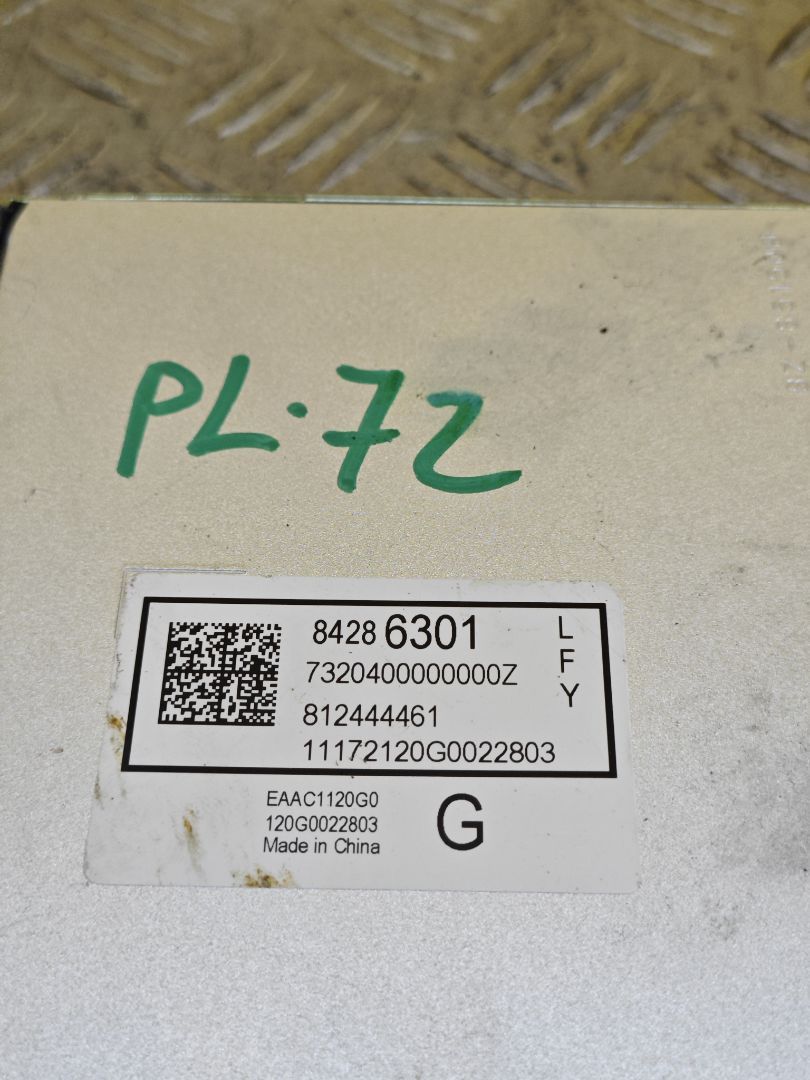 PL.72
8428 6301
L
F
Y
7320400000000Z
812444461
11172120G0022803
EAAC1120G0
120G0022803
Made in China
G